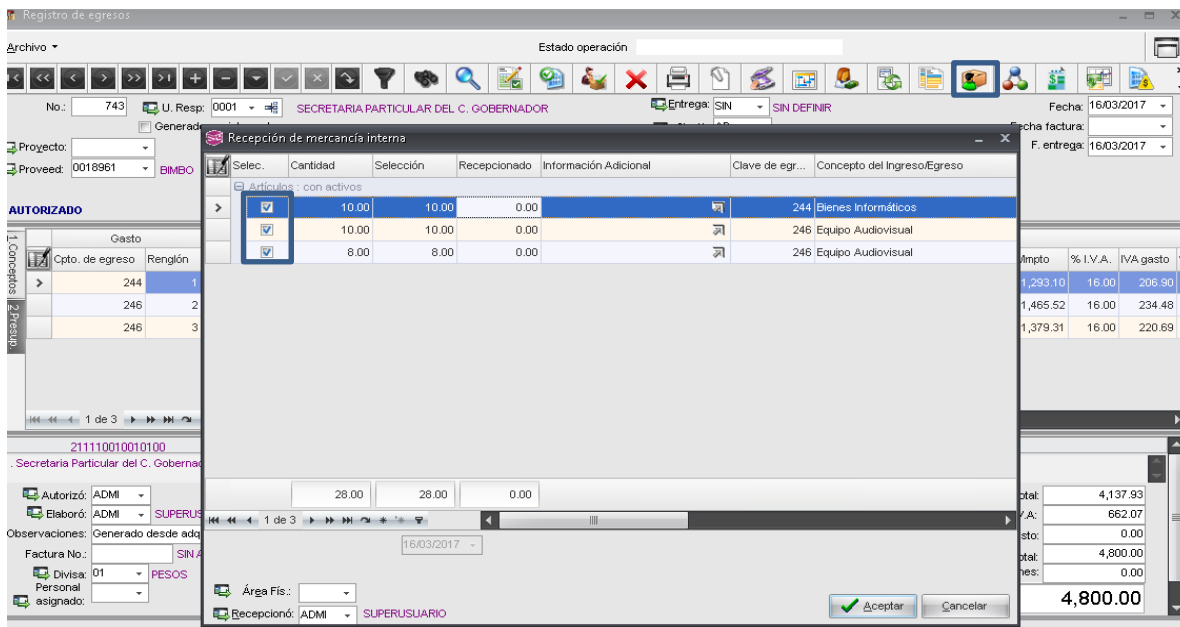 Registro de egresos
Archivo
Estado operación
No.: 743 U. Resp: 0001 SECRETARIA PARTICULAR DEL C. GOBERNADOR Entrega: SIN SIN DEFINIR Fecha: 16/03/2017
Fecha factura:
Proyecto: F. entrega: 16/03/2017
Proveed: 0018961 BIMBO
AUTORIZADO
Recepción de mercancía interna
Selec. Cantidad Selección Recepcionado Información Adicional Clave de egr... Concepto del Ingreso/Egreso
Artículos : con activos
10.00 10.00 0.00 244 Bienes Informáticos
10.00 10.00 0.00 246 Equipo Audiovisual
8.00 8.00 0.00 246 Equipo Audiovisual
28.00 28.00 0.00
1 de 3
16/03/2017
Área Fís.:
Recepcionó: ADMI SUPERUSUARIO
Aceptar Cancelar
1. Conceptos
2. Presup.
Gasto
Cpto. de egreso Renglón % I.V.A. IVA gasto
244 1 1,293.10 16.00 206.90
246 2 1,465.52 16.00 234.48
246 3 1,379.31 16.00 220.69
1 de 3
211110010010100
. Secretaria Particular del C. Gobernad
Autorizó: ADMI 4,137.93
Elaboró: ADMI SUPERUS 662.07
Observaciones: Generado desde adq 0.00
Factura No.: SIN A 4,800.00
Divisa: 01 PESOS 0.00
Personal
asignado:
4,800.00